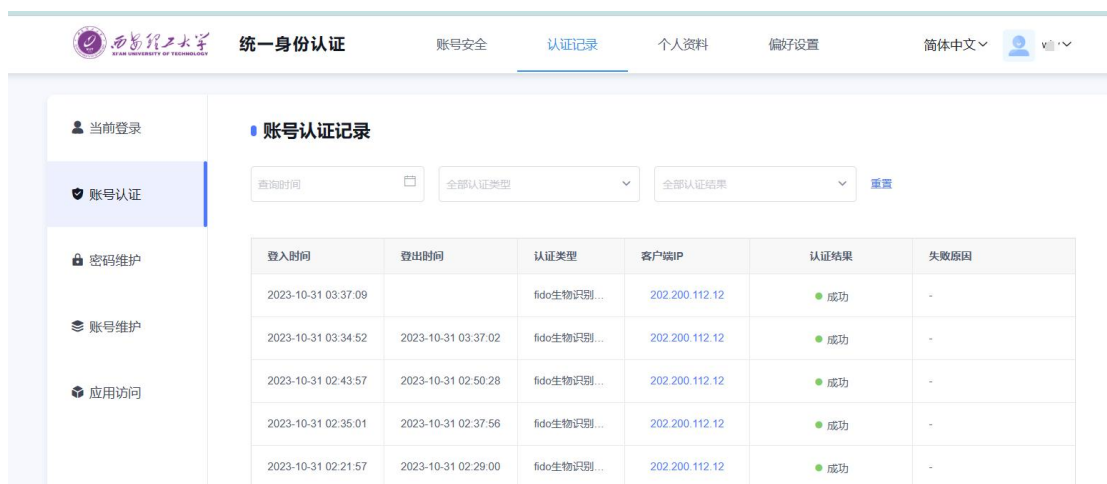 西安理工大学 统一身份认证 账号安全 认证记录 个人资料 偏好设置 简体中文
XI'AN UNIVERSITY OF TECHNOLOGY
当前登录
账号认证
密码维护
账号维护
应用访问
账号认证记录
查询时间 全部认证类型 全部认证结果 重置
登入时间 登出时间 认证类型 客户端IP 认证结果 失败原因
2023-10-31 03:37:09 fido生物识别... 202.200.112.12 成功 -
2023-10-31 03:34:52 2023-10-31 03:37:02 fido生物识别... 202.200.112.12 成功 -
2023-10-31 02:43:57 2023-10-31 02:50:28 fido生物识别... 202.200.112.12 成功 -
2023-10-31 02:35:01 2023-10-31 02:37:56 fido生物识别... 202.200.112.12 成功 -
2023-10-31 02:21:57 2023-10-31 02:29:00 fido生物识别... 202.200.112.12 成功 -